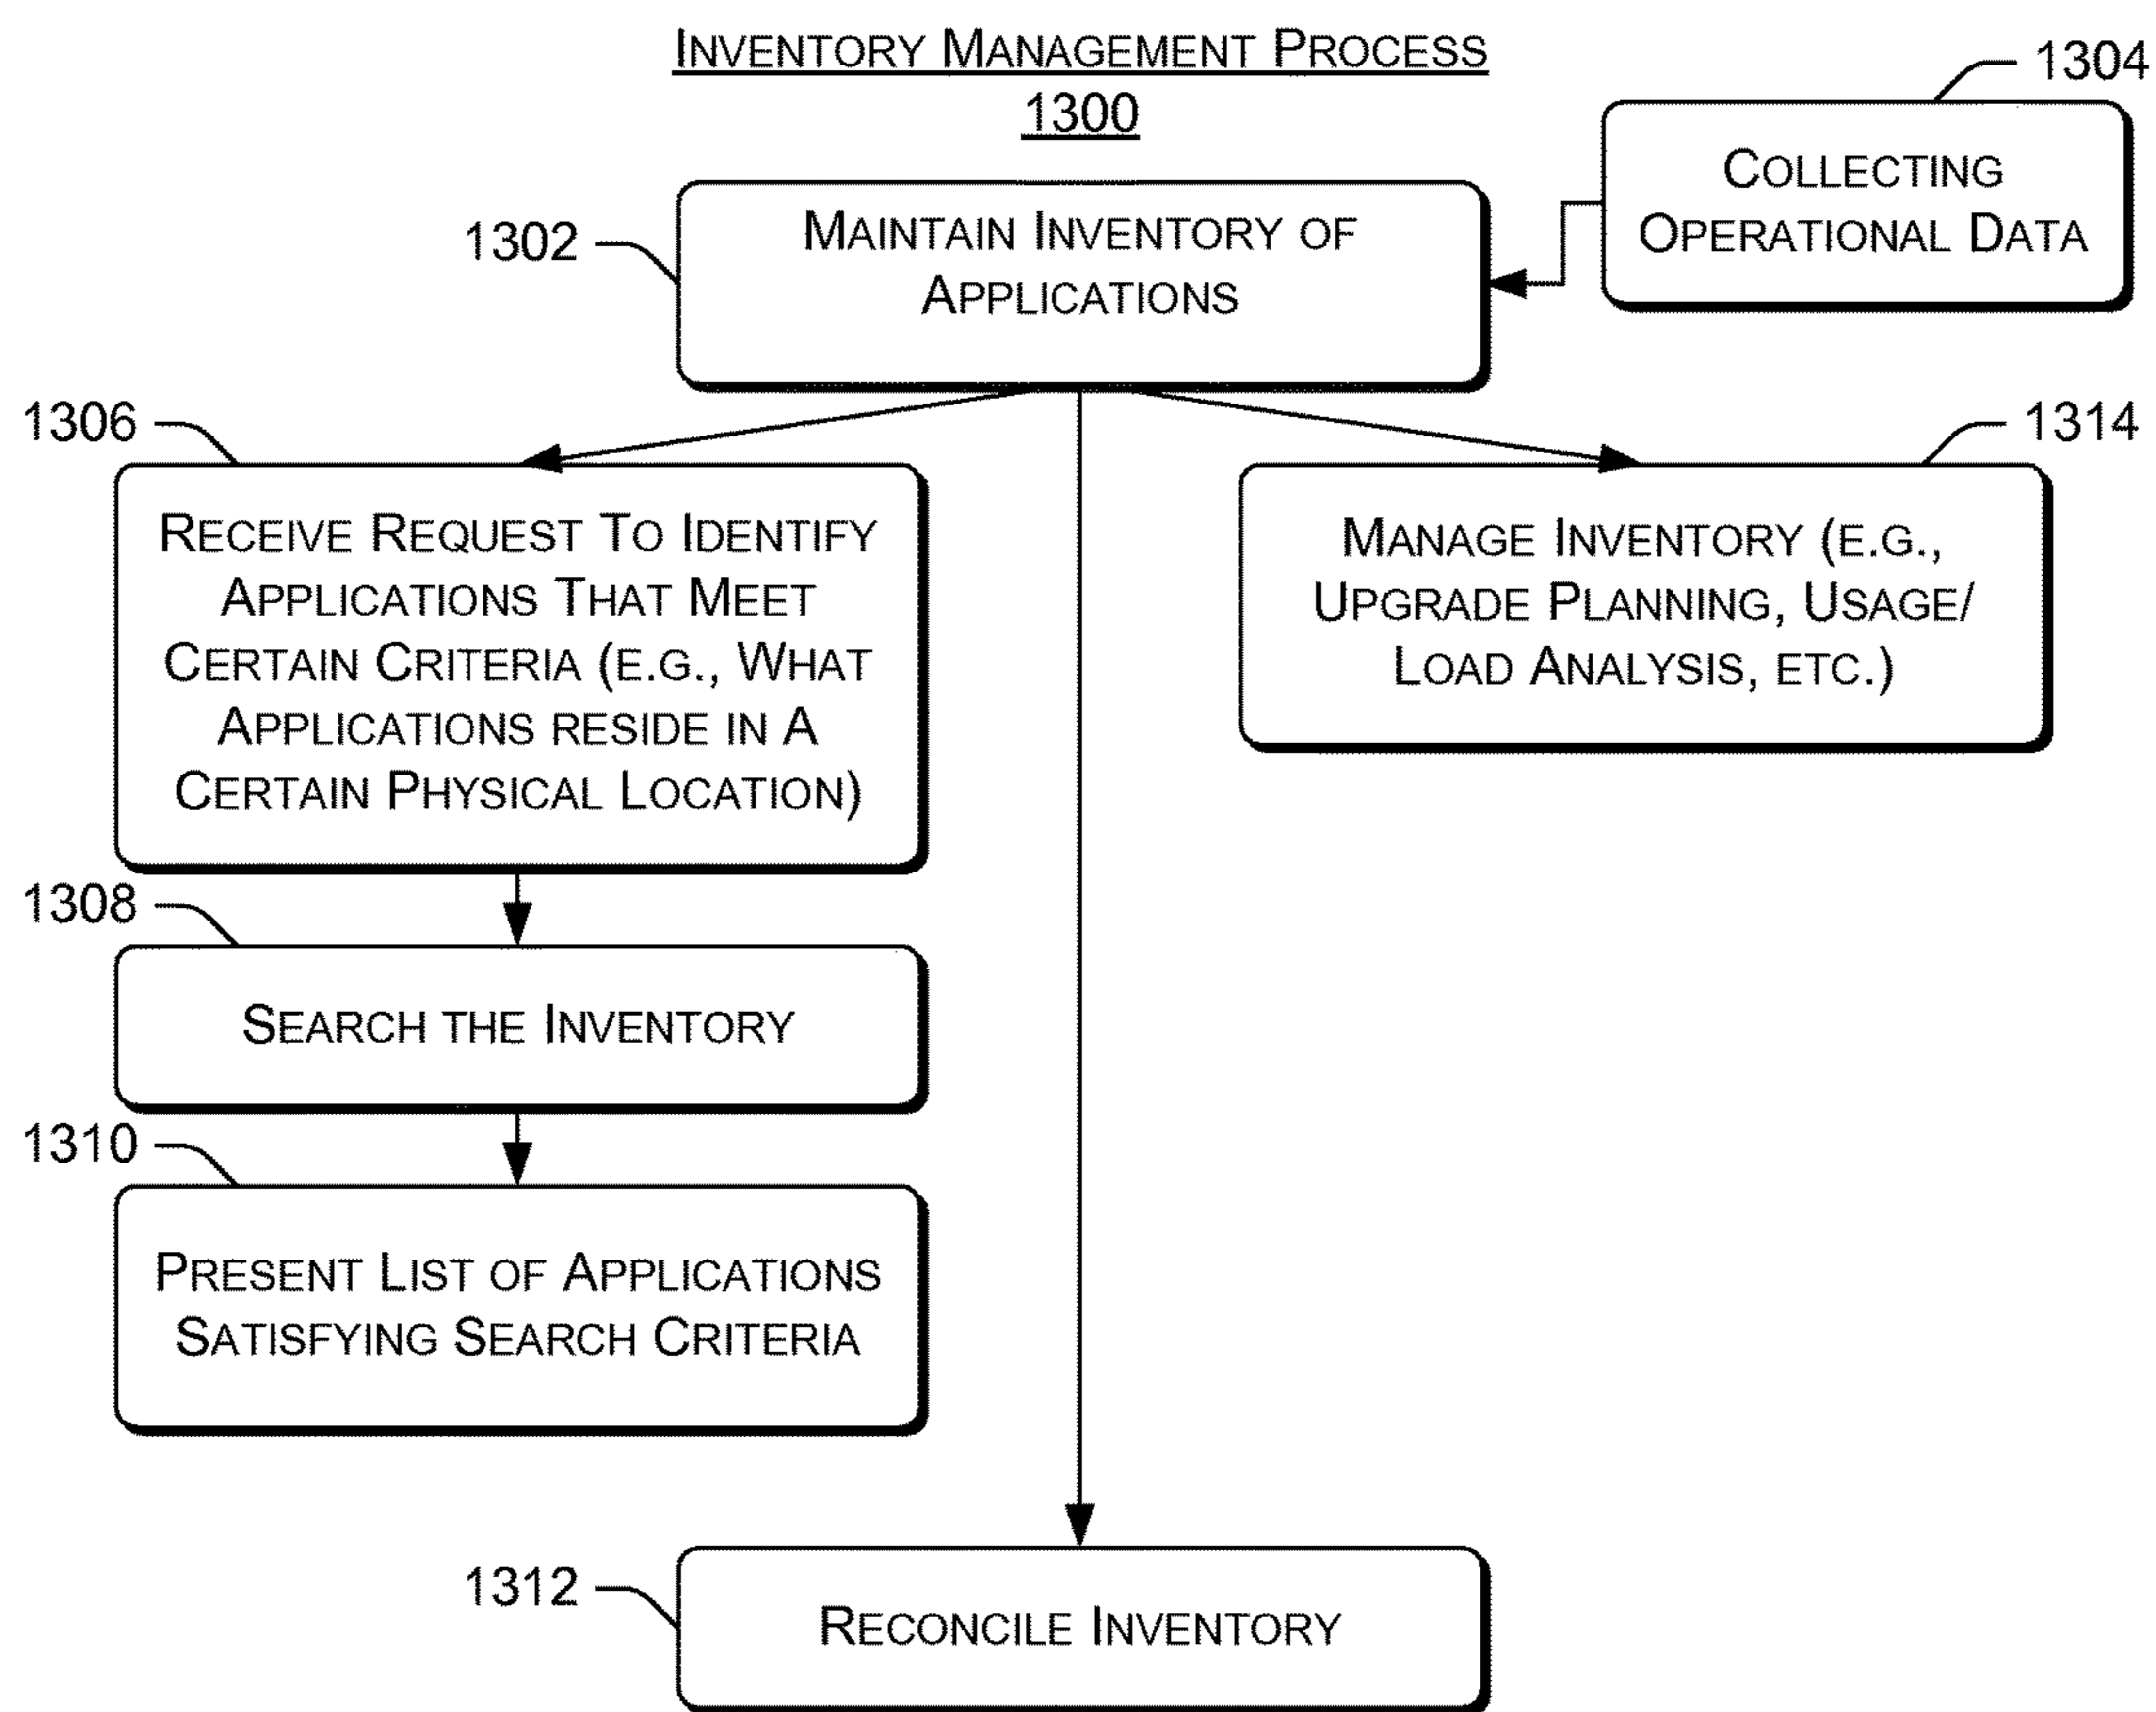 INVENTORY MANAGEMENT PROCESS
1300
1304
COLLECTING
OPERATIONAL DATA
1302
MAINTAIN INVENTORY OF
APPLICATIONS
1306
RECEIVE REQUEST TO IDENTIFY
APPLICATIONS THAT MEET
CERTAIN CRITERIA (E.G., WHAT
APPLICATIONS RESIDE IN A
CERTAIN PHYSICAL LOCATION)
1314
MANAGE INVENTORY (E.G.,
UPGRADE PLANNING, USAGE/
LOAD ANALYSIS, ETC.)
1308
SEARCH THE INVENTORY
1310
PRESENT LIST OF APPLICATIONS
SATISFYING SEARCH CRITERIA
1312
RECONCILE INVENTORY